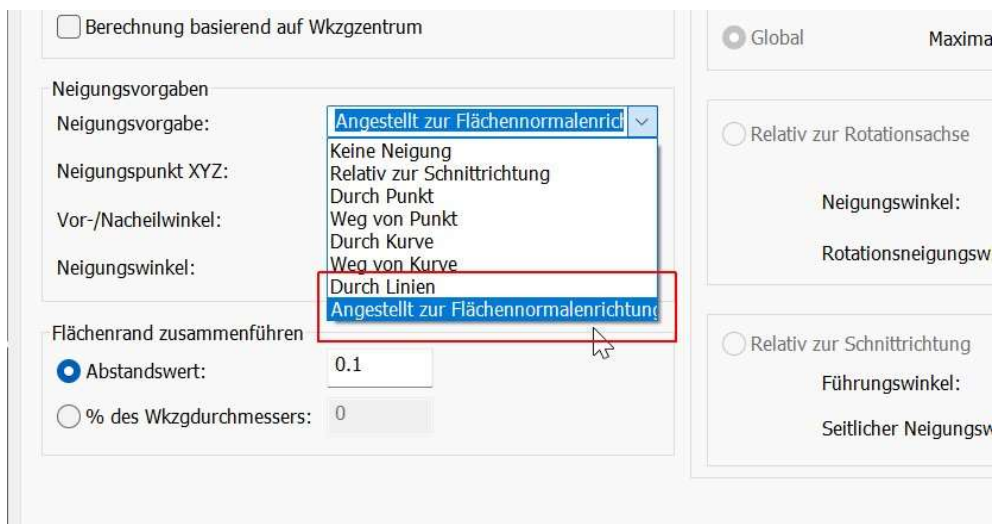 Berechnung basierend auf Wkzgzentrum
Neigungsvorgaben
Neigungsvorgabe:
Angestellt zur Flächennormalenrich
Keine Neigung
Relativ zur Schnittrichtung
Durch Punkt
Weg von Punkt
Durch Kurve
Weg von Kurve
Durch Linien
Angestellt zur Flächennormalenrichtung
Neigungspunkt XYZ:
Vor-/Nacheilwinkel:
Neigungswinkel:
Flächenrand zusammenführen
Abstandswert:
0.1
% des Wkzgdurchmessers:
0
Global
Maxima
Relativ zur Rotationsachse
Neigungswinkel:
Rotationsneigungsw
Relativ zur Schnittrichtung
Führungswinkel:
Seitlicher Neigungsw